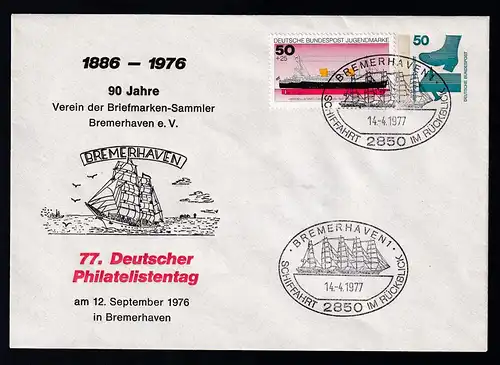 1886 – 1976
90 Jahre
Verein der Briefmarken-Sammler
Bremerhaven e. V.
BREMERHAVEN
77. Deutscher
Philatelistentag
am 12. September 1976
in Bremerhaven
DEUTSCHE BUNDESPOST JUGENDMARKE
50
+25
50
DEUTSCHE BUNDESPOST
BREMERHAVEN
14.-4.1977
SCHIFFAHRT 2850 IM RÜCKBLICK
· BREMERHAVEN 1 ·
14.-4.1977
SCHIFFAHRT 2850 IM RÜCKBLICK